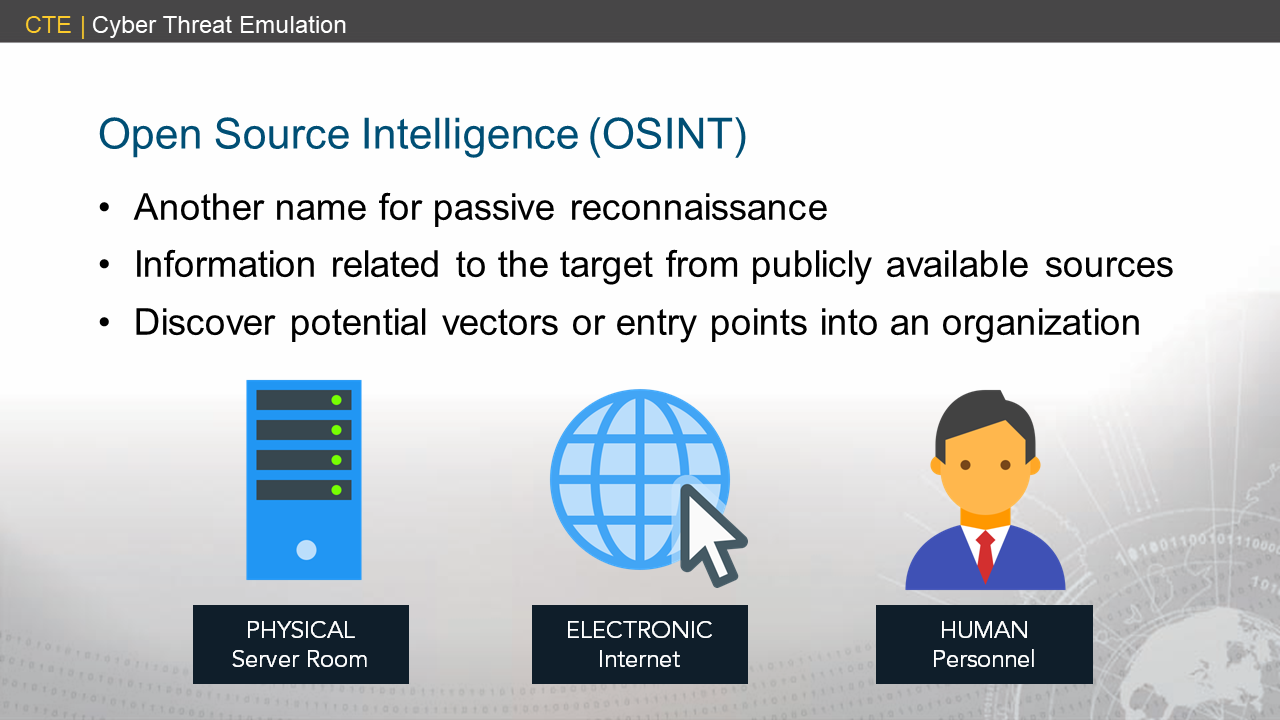 CTE | Cyber Threat Emulation
Open Source Intelligence (OSINT)
• Another name for passive reconnaissance
• Information related to the target from publicly available sources
• Discover potential vectors or entry points into an organization
PHYSICAL
Server Room
ELECTRONIC
Internet
HUMAN
Personnel